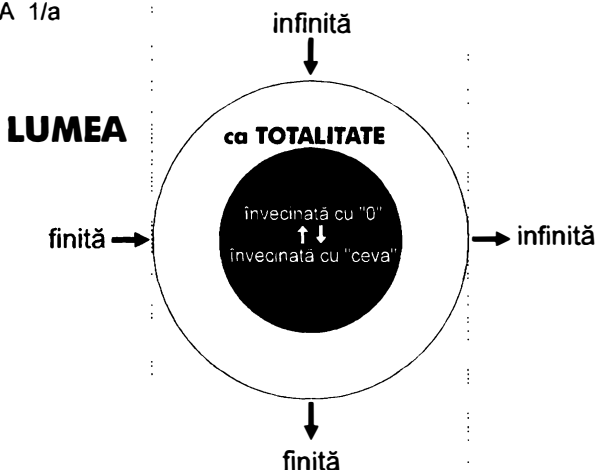 A 1/a
infinită
LUMEA
ca TOTALITATE
învecinată cu "0"
învecinată cu "ceva"
finită
infinită
finită